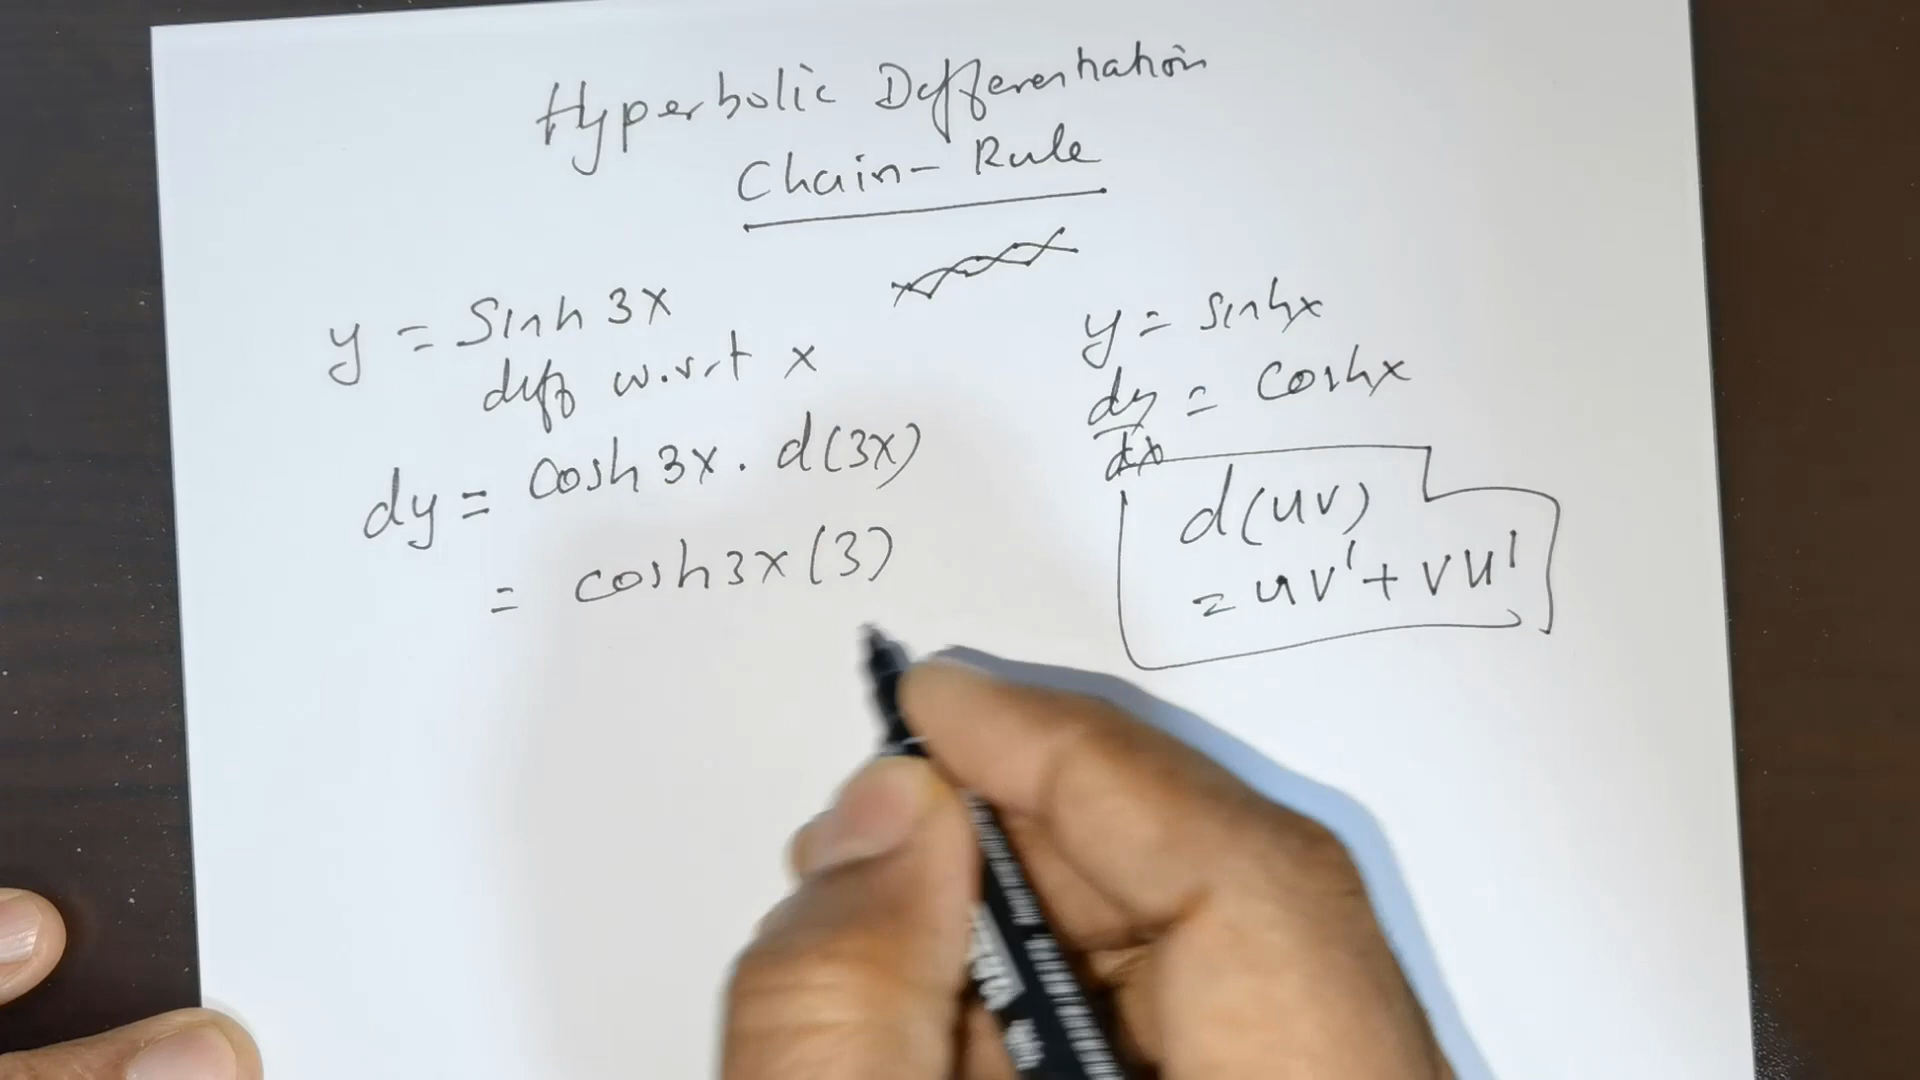 Hyperbolic Differentiation
Chain-Rule
y = Sinh 3x
diff w.r.t x
dy = cosh 3x . d(3x)
= cosh 3x (3)
y = sinhx
dy/dx = coshx
d(uv)
= uv' + vu'